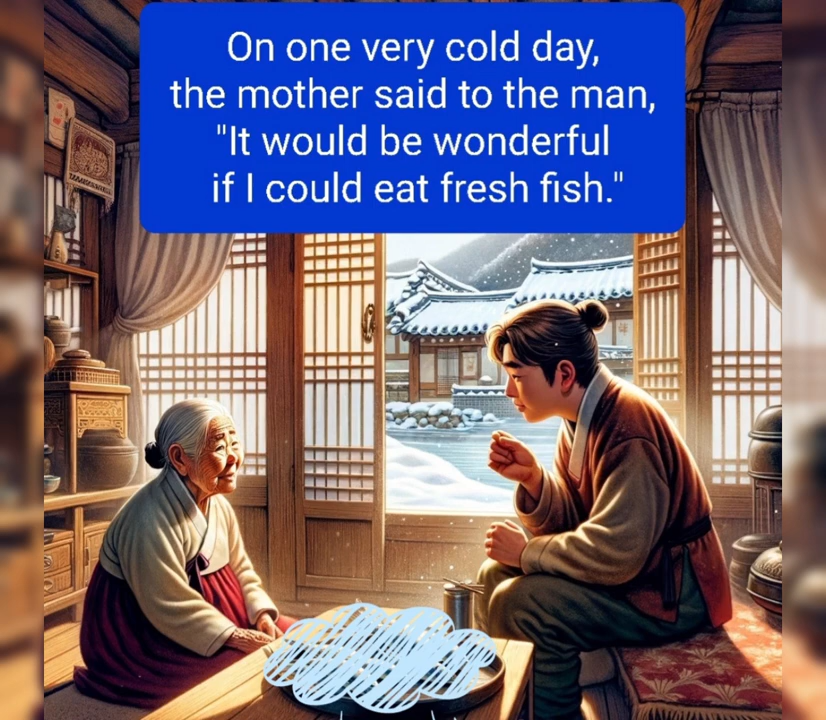 On one very cold day,
the mother said to the man,
"It would be wonderful
if I could eat fresh fish."